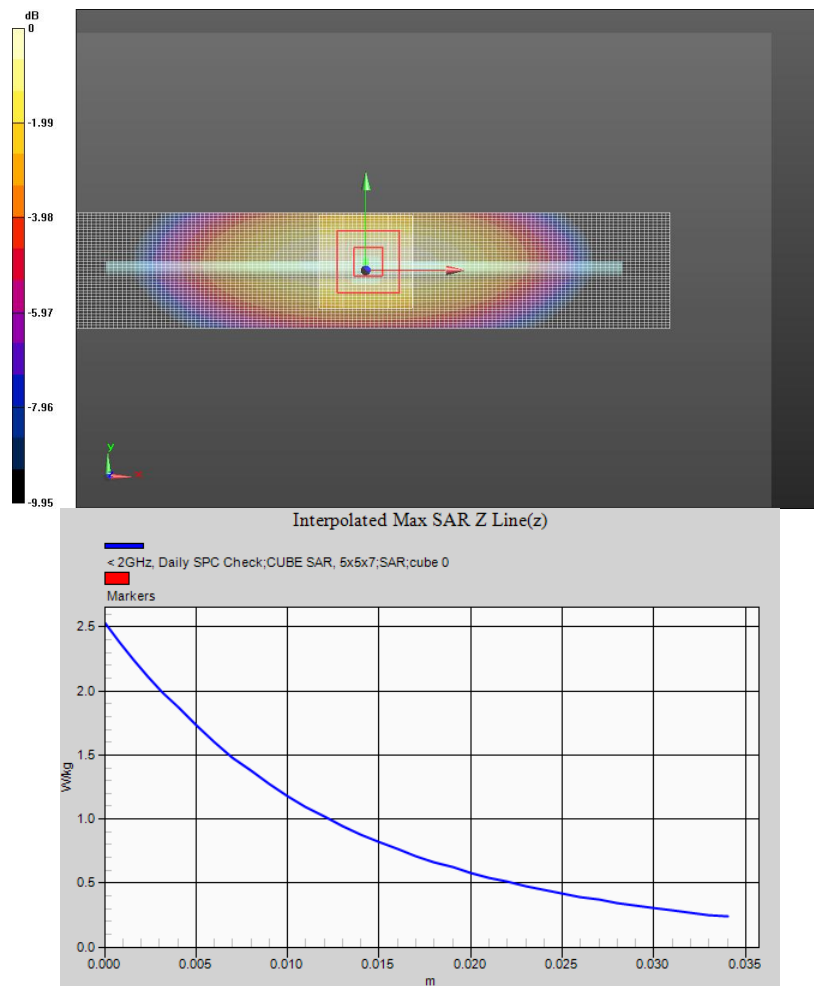 dB
0
-1.99
-3.98
-5.97
-7.96
-9.95
y
Interpolated Max SAR Z Line(z)
< 2GHz, Daily SPC Check;CUBE SAR, 5x5x7;SAR;cube 0
Markers
2.5
2.0
1.5
1.0
0.5
0.0
W/kg
0.000 0.005 0.010 0.015 0.020 0.025 0.030 0.035
m